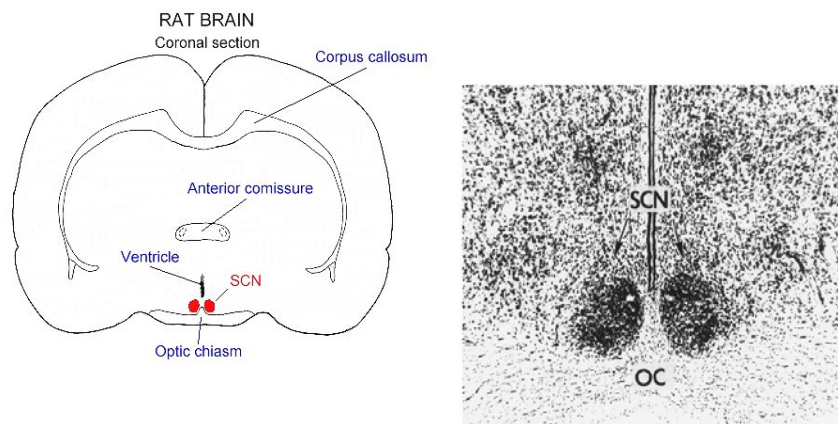 RAT BRAIN
Coronal section
Corpus callosum
Anterior comissure
Ventricle
SCN
Optic chiasm
SCN
OC